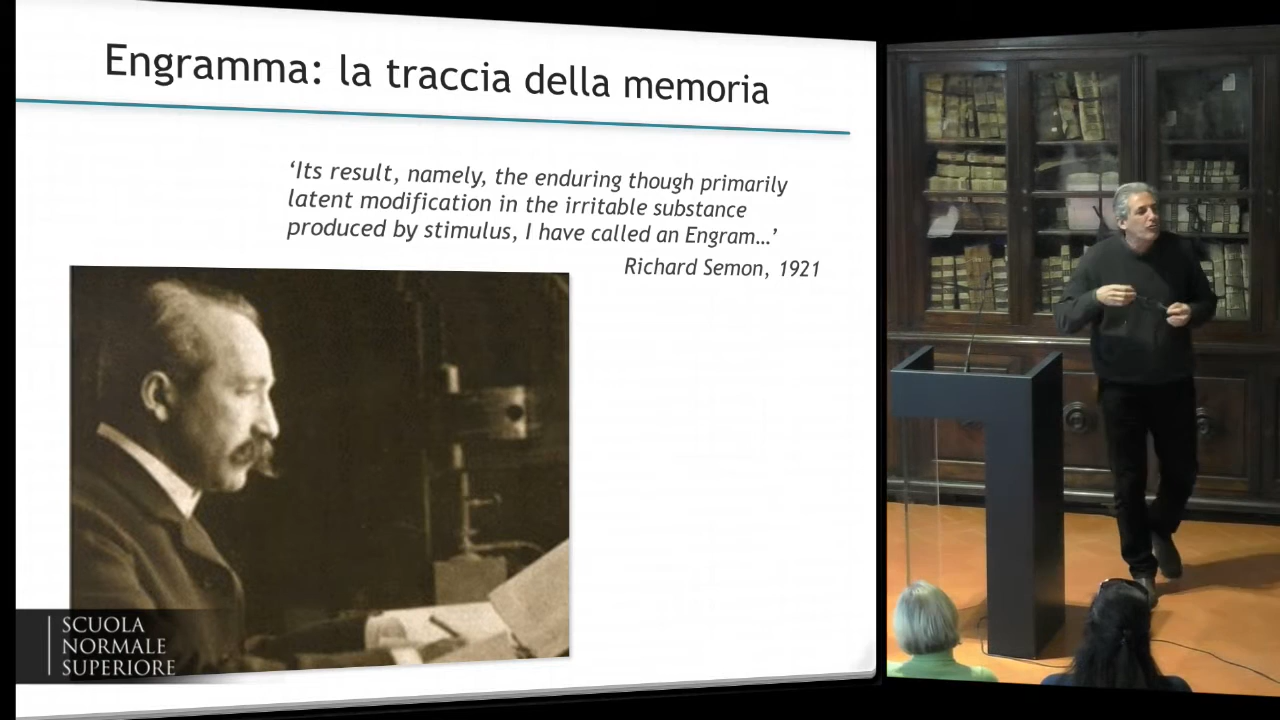 Engramma: la traccia della memoria
‘Its result, namely, the enduring though primarily
latent modification in the irritable substance
produced by stimulus, I have called an Engram…’
Richard Semon, 1921
SCUOLA
NORMALE
SUPERIORE